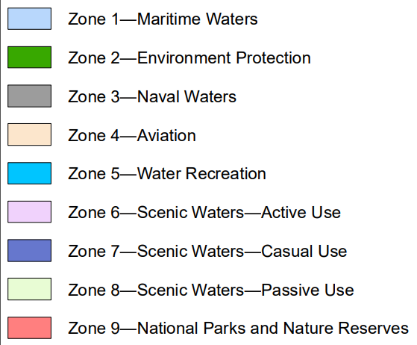 Zone 1—Maritime Waters
Zone 2—Environment Protection
Zone 3—Naval Waters
Zone 4—Aviation
Zone 5—Water Recreation
Zone 6—Scenic Waters—Active Use
Zone 7—Scenic Waters—Casual Use
Zone 8—Scenic Waters—Passive Use
Zone 9—National Parks and Nature Reserves